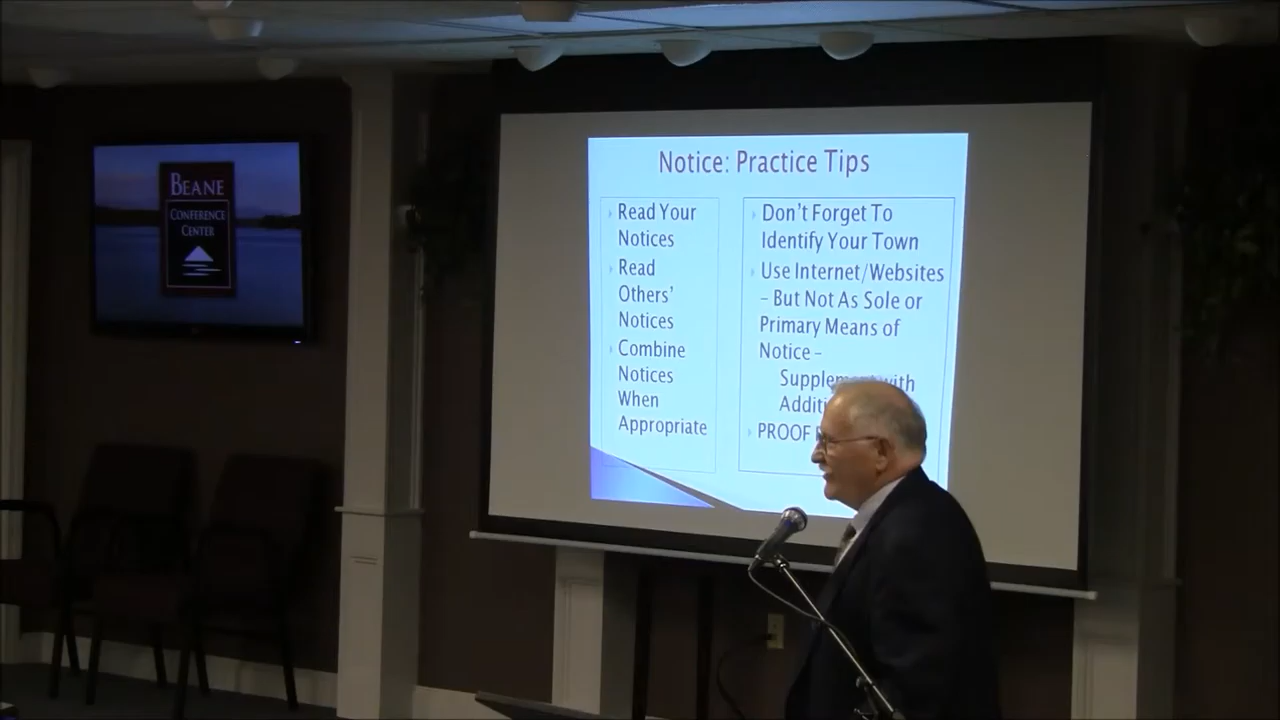 BEANE
CONFERENCE
CENTER
Notice: Practice Tips
Read Your
Notices
Read
Others'
Notices
Combine
Notices
When
Appropriate
Don't Forget To
Identify Your Town
Use Internet/Websites
– But Not As Sole or
Primary Means of
Notice –
with
PROOF